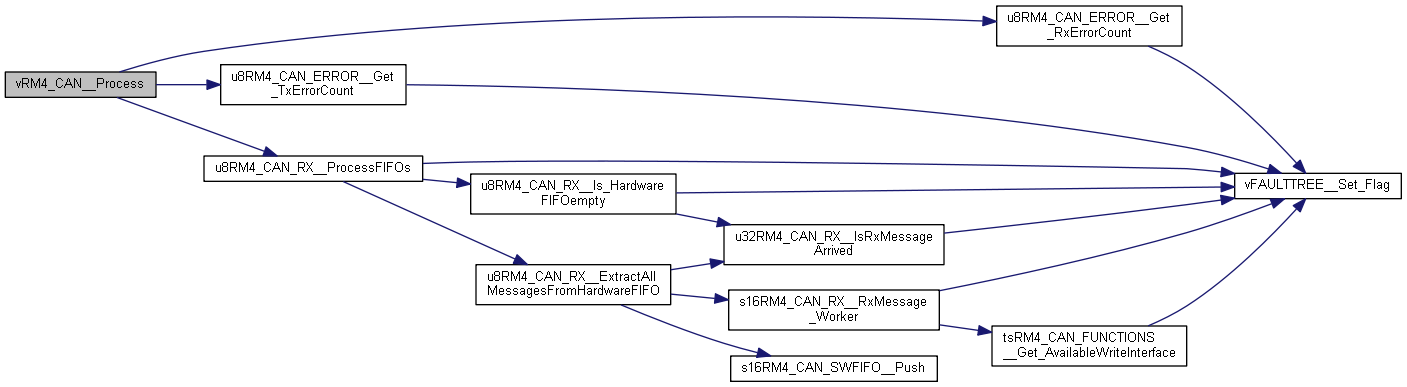 vRM4_CAN__Process
u8RM4_CAN_ERROR__Get
_RxErrorCount
u8RM4_CAN_ERROR__Get
_TxErrorCount
u8RM4_CAN_RX__ProcessFIFOs
u8RM4_CAN_RX__Is_Hardware
FIFOempty
vFAULTTREE__Set_Flag
u32RM4_CAN_RX__IsRxMessage
Arrived
u8RM4_CAN_RX__ExtractAll
MessagesFromHardwareFIFO
s16RM4_CAN_RX__RxMessage
_Worker
tsRM4_CAN_FUNCTIONS
__Get_AvailableWriteInterface
s16RM4_CAN_SWFIFO__Push